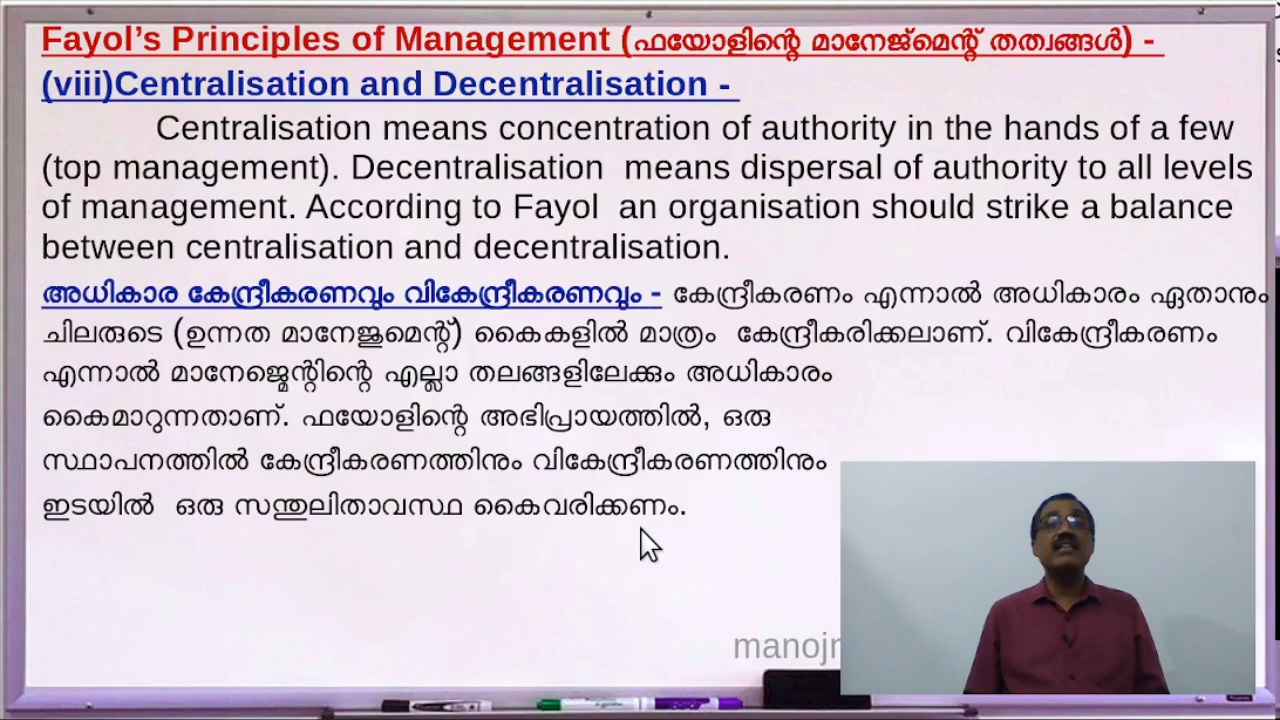 Fayol’s Principles of Management (ഫയോളിന്റെ മാനേജ്മെന്റ് തത്വങ്ങൾ) -
(viii)Centralisation and Decentralisation -
Centralisation means concentration of authority in the hands of a few
(top management). Decentralisation means dispersal of authority to all levels
of management. According to Fayol an organisation should strike a balance
between centralisation and decentralisation.
അധികാര കേന്ദ്രീകരണവും വികേന്ദ്രീകരണവും - കേന്ദ്രീകരണം എന്നാൽ അധികാരം ഏതാനും
ചിലരുടെ (ഉന്നത മാനേജുമെന്റ്) കൈകളിൽ മാത്രം കേന്ദ്രീകരിക്കലാണ്. വികേന്ദ്രീകരണം
എന്നാൽ മാനേജ്മെന്റിന്റെ എല്ലാ തലങ്ങളിലേക്കും അധികാരം
കൈമാറുന്നതാണ്. ഫയോളിന്റെ അഭിപ്രായത്തിൽ, ഒരു
സ്ഥാപനത്തിൽ കേന്ദ്രീകരണത്തിനും വികേന്ദ്രീകരണത്തിനും
ഇടയിൽ ഒരു സന്തുലിതാവസ്ഥ കൈവരിക്കണം.